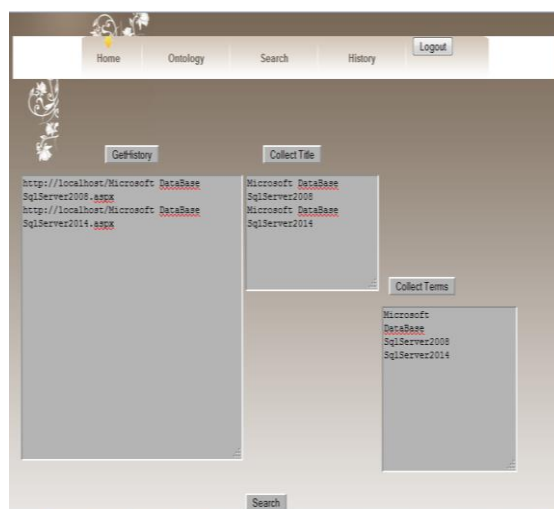 Logout
Home Ontology Search History
GetHistory Collect Title
http://localhost/Microsoft DataBase
SqlServer2008.aspx
http://localhost/Microsoft DataBase
SqlServer2014.aspx
Microsoft DataBase
SqlServer2008
Microsoft DataBase
SqlServer2014
Collect Terms
Microsoft
DataBase
SqlServer2008
SqlServer2014
Search